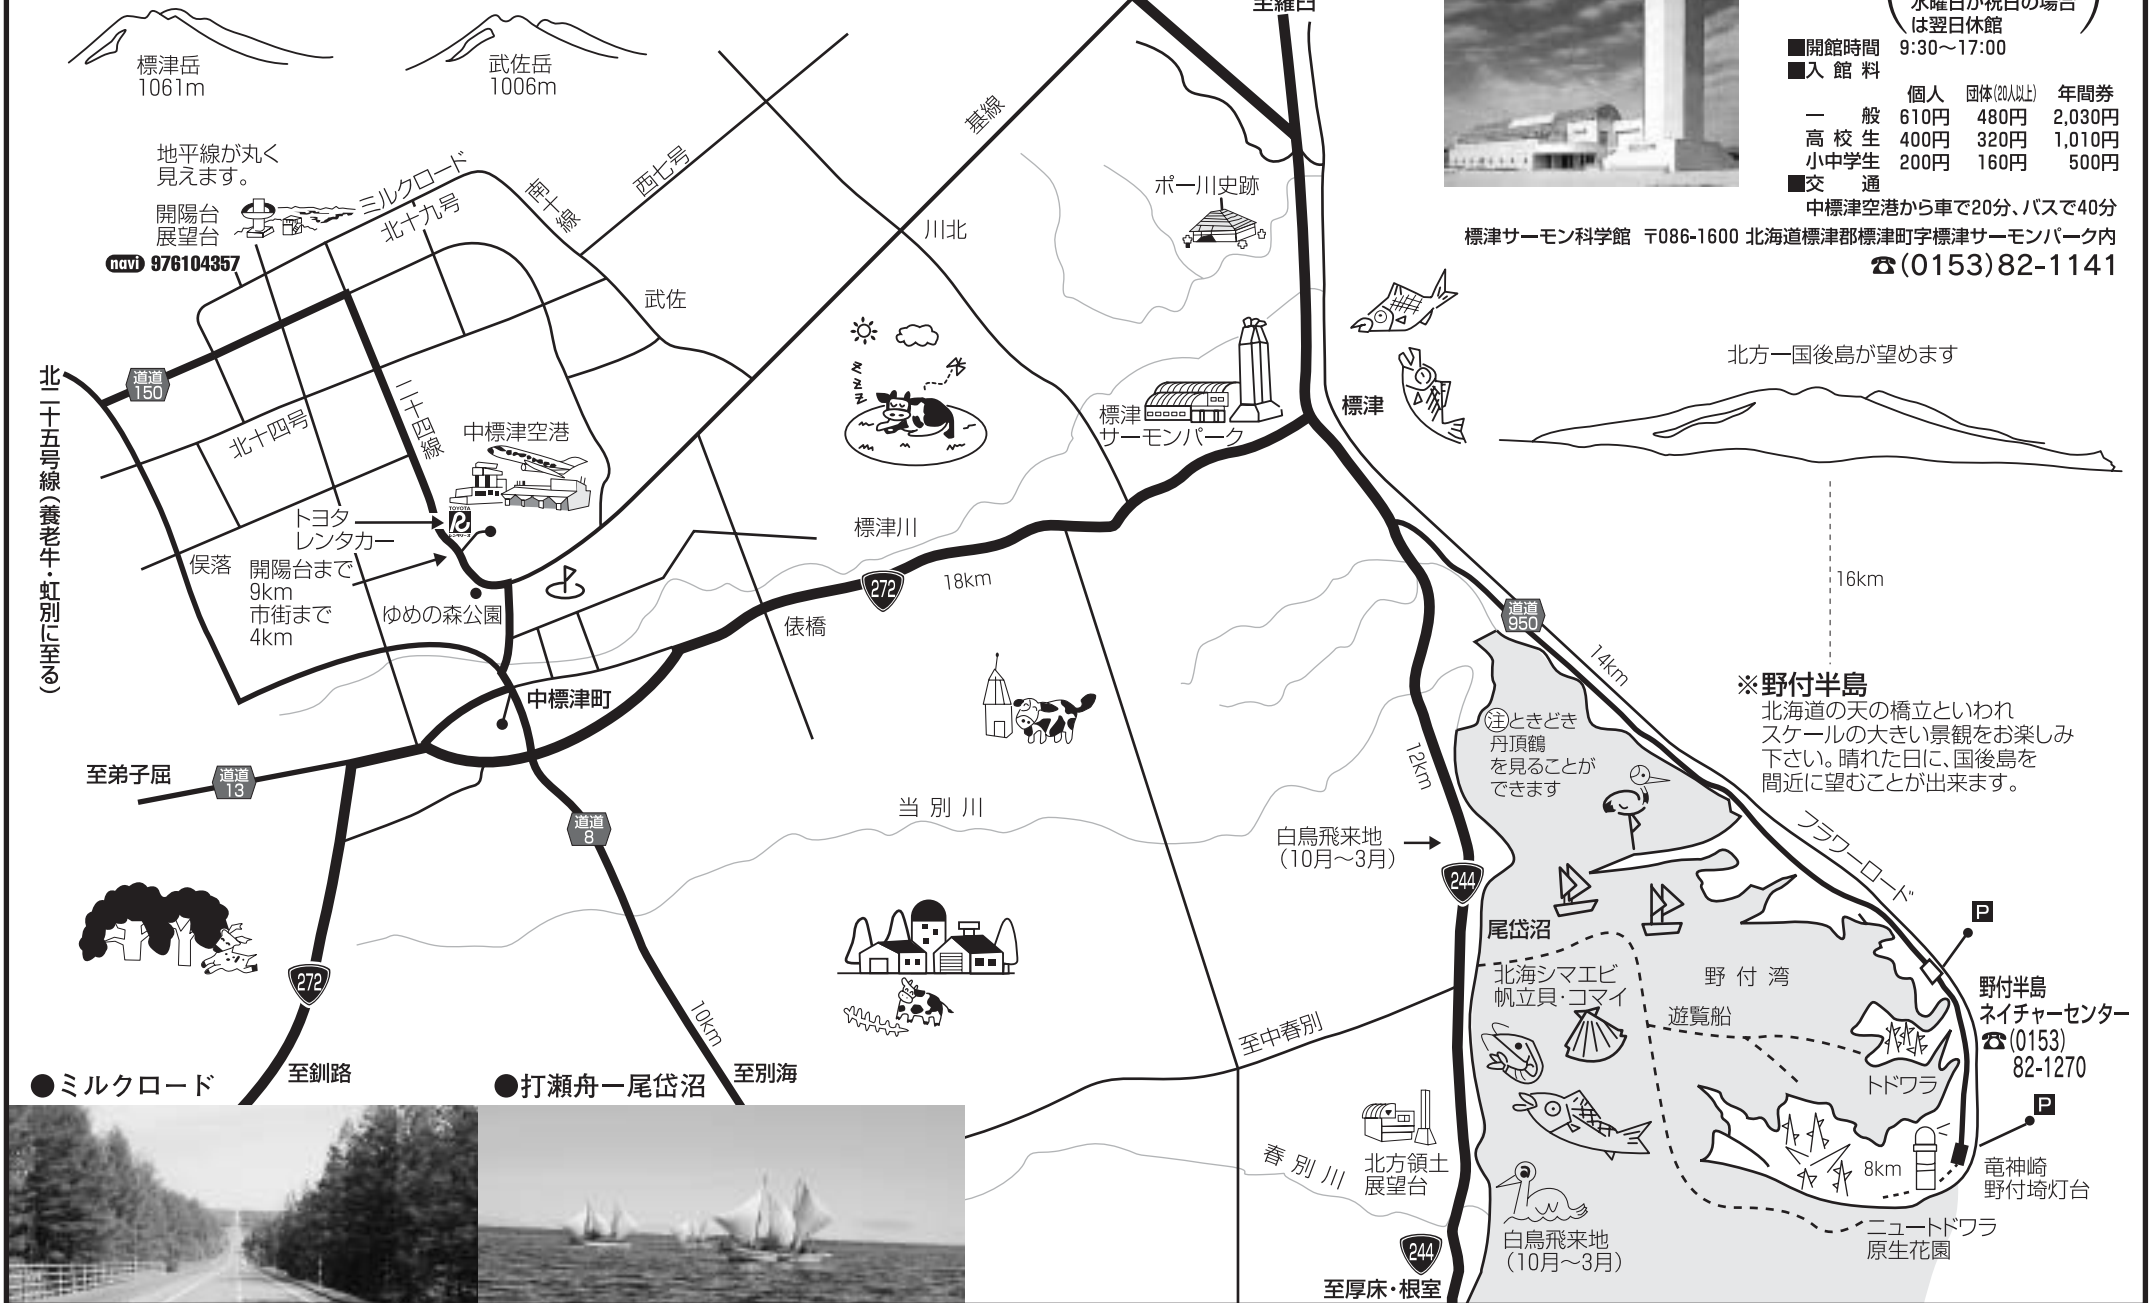 至羅臼
水曜日が祝日の場合
は翌日休館
■開館時間 9:30〜17:00
■入館料
個人 団体(20人以上) 年間券
一般 610円 480円 2,030円
高校生 400円 320円 1,010円
小中学生 200円 160円 500円
■交通
中標津空港から車で20分、バスで40分
標津サーモン科学館 〒086-1600 北海道標津郡標津町字標津サーモンパーク内
☎(0153)82-1141
標津岳
1061m
武佐岳
1006m
地平線が丸く
見えます。
開陽台
展望台
navi 976104357
ミルクロード
北十九号
南十線
西七号
基線
川北
武佐
ポー川史跡
北二十五号線(養老牛・虹別に至る)
道道
150
北十四号
二十四線
中標津空港
TOYOTA
R
レンタリース
トヨタ
レンタカー
俣落
開陽台まで
9km
市街まで
4km
ゆめの森公園
中標津町
標津
サーモンパーク
標津
標津川
272
18km
俵橋
北方一国後島が望めます
16km
道道
950
14km
※野付半島
北海道の天の橋立といわれ
スケールの大きい景観をお楽しみ
下さい。晴れた日に、国後島を
間近に望むことが出来ます。
注ときどき
丹頂鶴
を見ることが
できます
12km
フラワーロード
至弟子屈
道道
13
道道
8
当別川
白鳥飛来地
(10月〜3月)
244
尾岱沼
北海シマエビ
帆立貝・コマイ
野付湾
遊覧船
P
野付半島
ネイチャーセンター
☎(0153)
82-1270
トドワラ
P
8km
竜神崎
野付埼灯台
ニュートドワラ
原生花園
272
10km
至釧路
至別海
至中春別
春別川
北方領土
展望台
白鳥飛来地
(10月〜3月)
244
至厚床・根室
●ミルクロード
●打瀬舟ー尾岱沼